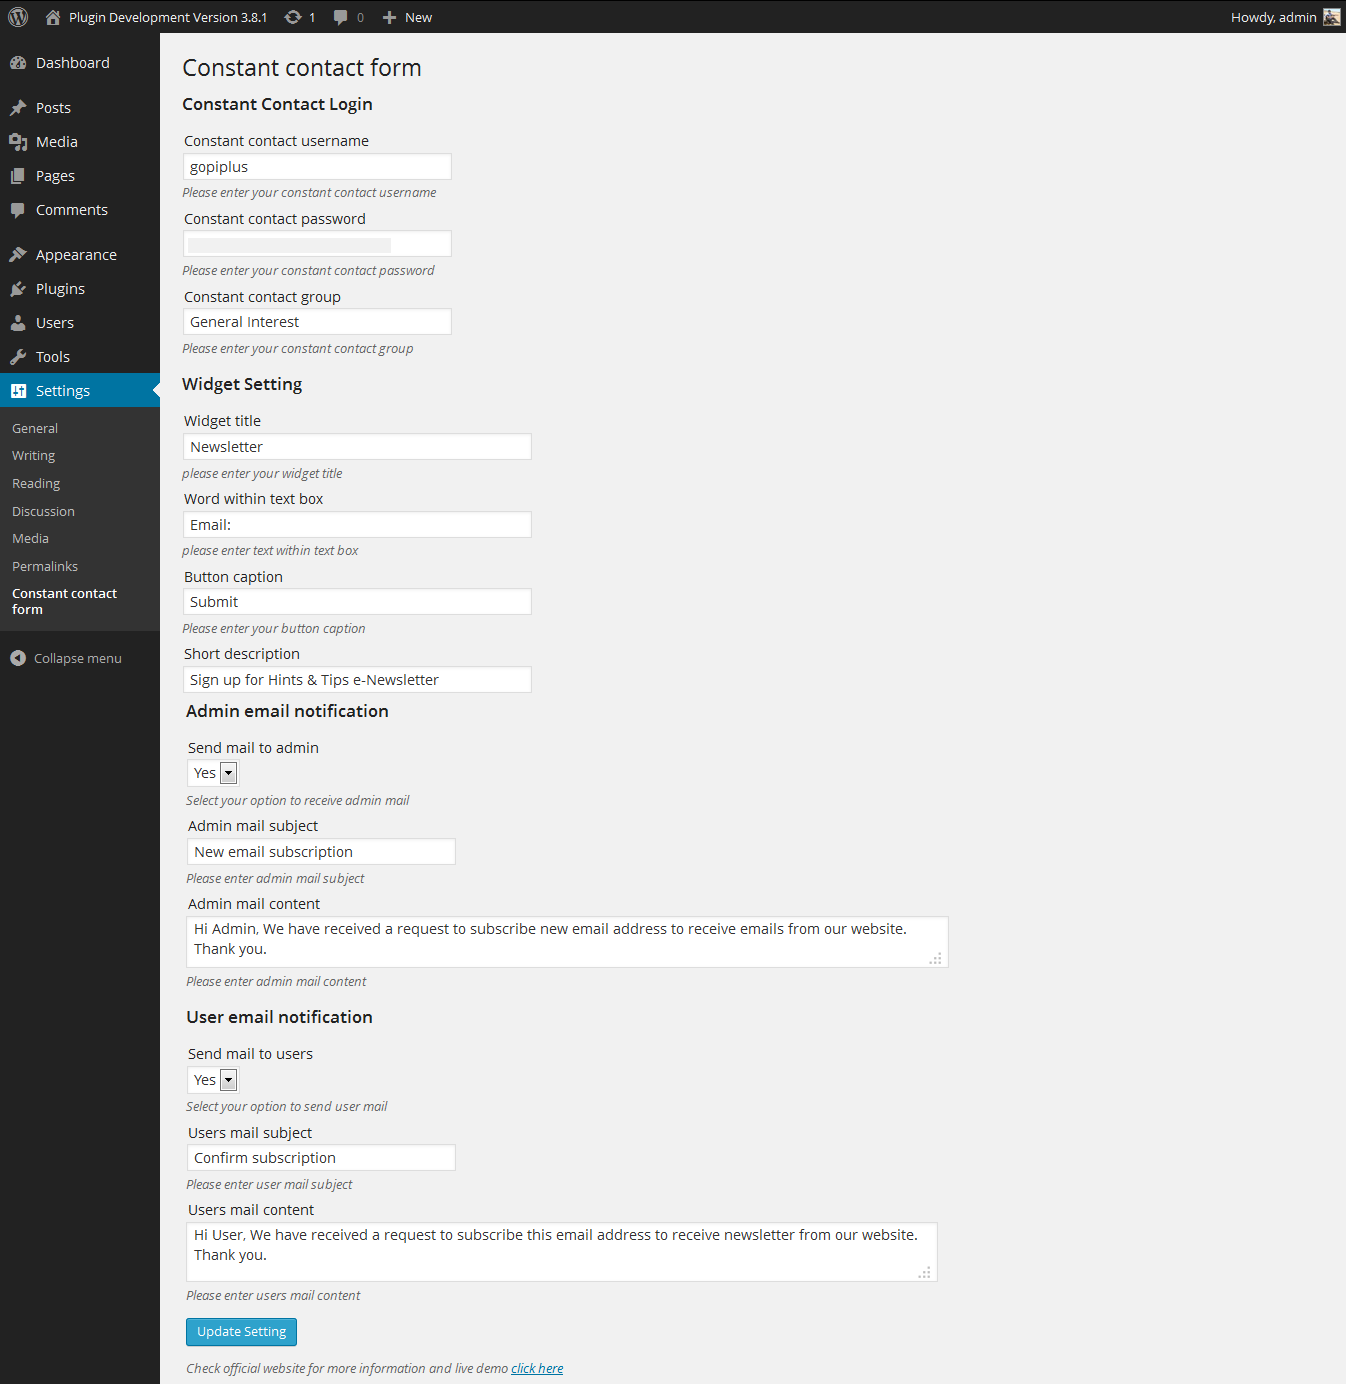 Plugin Development Version 3.8.1 1 0 New Howdy, admin
Dashboard
Posts
Media
Pages
Comments
Appearance
Plugins
Users
Tools
Settings
General
Writing
Reading
Discussion
Media
Permalinks
Constant contact
form
Collapse menu
Constant contact form
Constant Contact Login
Constant contact username
gopiplus
Please enter your constant contact username
Constant contact password
Please enter your constant contact password
Constant contact group
General Interest
Please enter your constant contact group
Widget Setting
Widget title
Newsletter
please enter your widget title
Word within text box
Email:
please enter text within text box
Button caption
Submit
Please enter your button caption
Short description
Sign up for Hints & Tips e-Newsletter
Admin email notification
Send mail to admin
Yes
Select your option to receive admin mail
Admin mail subject
New email subscription
Please enter admin mail subject
Admin mail content
Hi Admin, We have received a request to subscribe new email address to receive emails from our website.
Thank you.
Please enter admin mail content
User email notification
Send mail to users
Yes
Select your option to send user mail
Users mail subject
Confirm subscription
Please enter user mail subject
Users mail content
Hi User, We have received a request to subscribe this email address to receive newsletter from our website.
Thank you.
Please enter users mail content
Update Setting
Check official website for more information and live demo click here